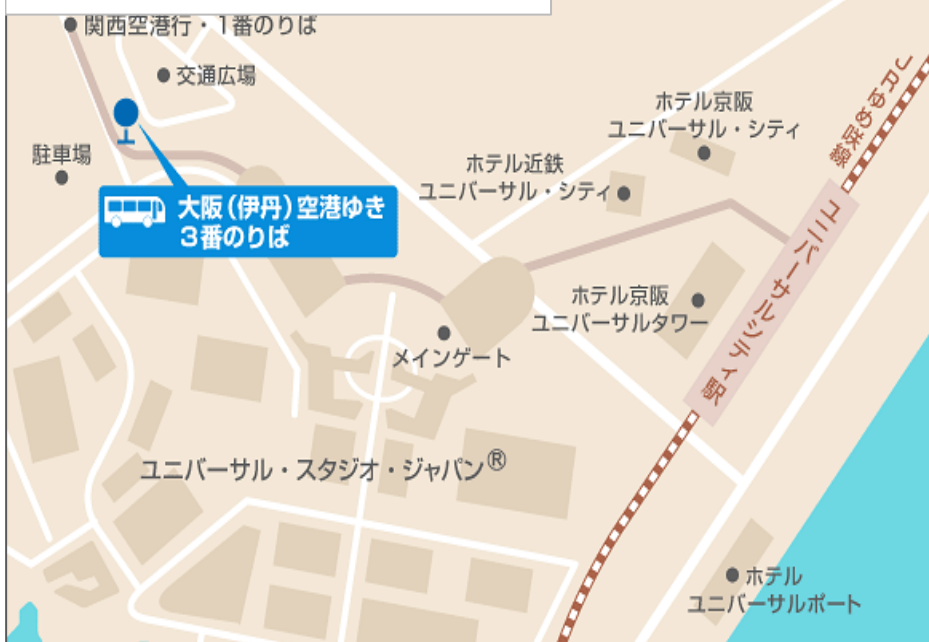 関西空港行・1番のりば
交通広場
駐車場
大阪(伊丹)空港ゆき
3番のりば
ホテル京阪
ユニバーサル・シティ
ホテル近鉄
ユニバーサル・シティ
JRゆめ咲線
ユニバーサルシティ駅
ホテル京阪
ユニバーサルタワー
メインゲート
ユニバーサル・スタジオ・ジャパン®
ホテル
ユニバーサルポート